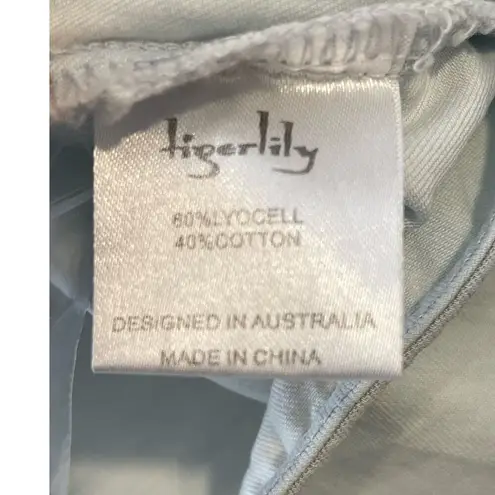 tigerlily
60%LYOCELL
40%COTTON
DESIGNED IN AUSTRALIA
MADE IN CHINA